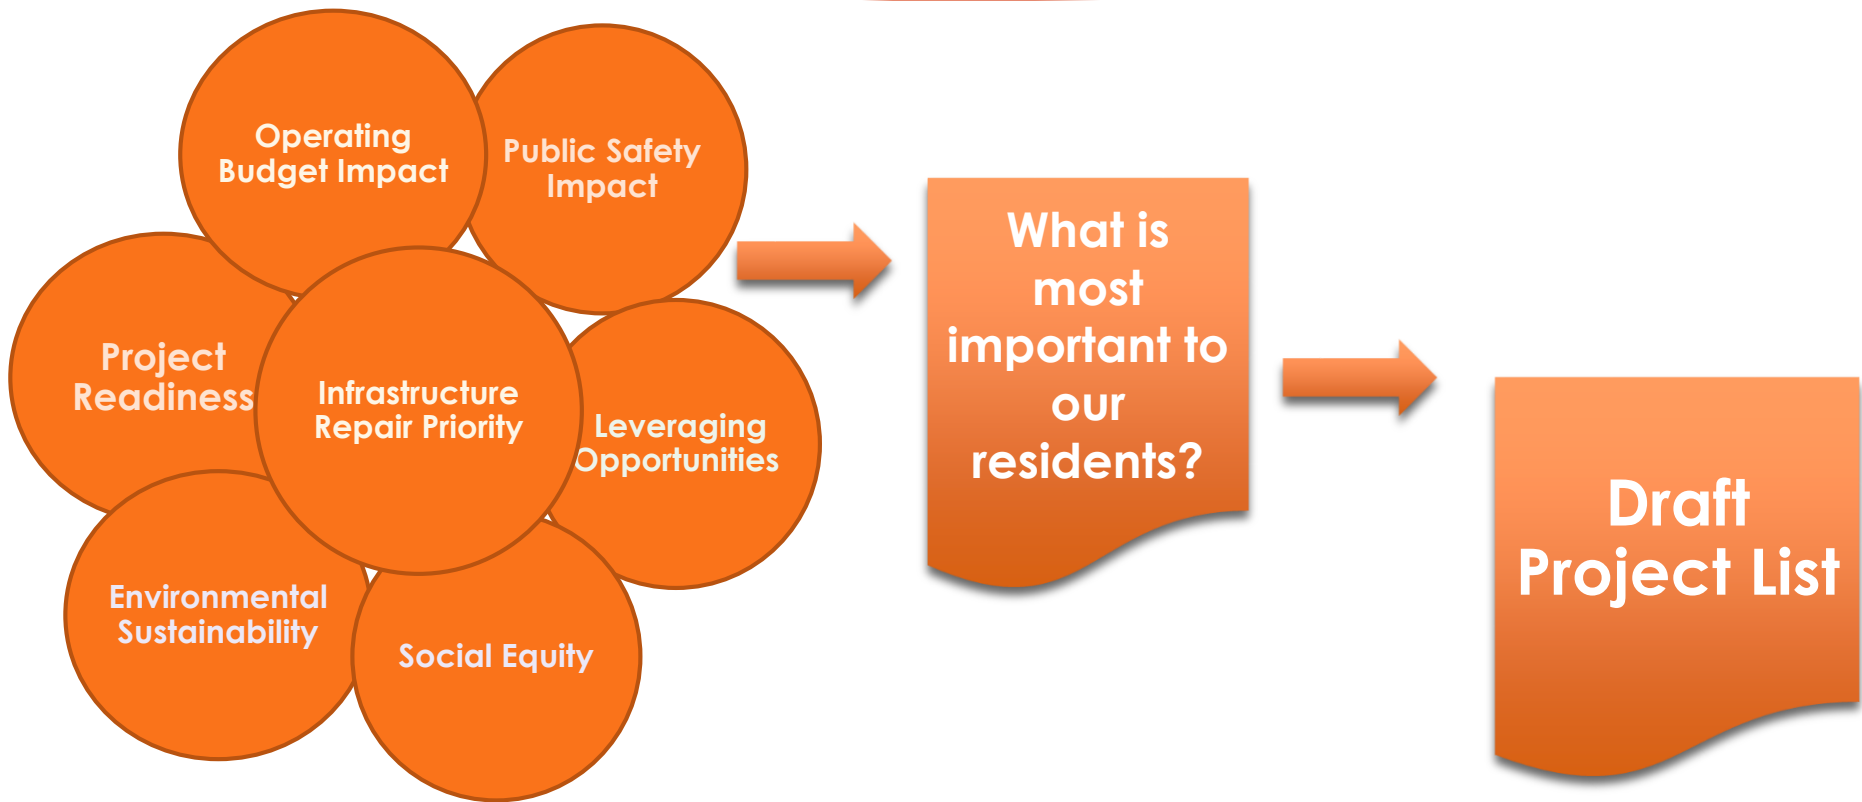 Operating
Budget Impact
Public Safety
Impact
Project
Readiness
Infrastructure
Repair Priority
Leveraging
Opportunities
Environmental
Sustainability
Social Equity
What is
most
important to
our
residents?
Draft
Project List